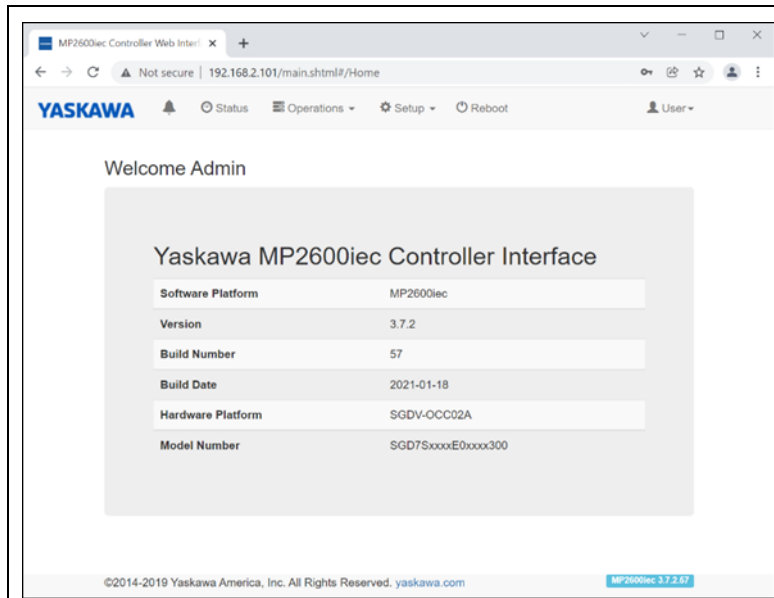 MP2600iec Controller Web Interf
Not secure | 192.168.2.101/main.shtml#/Home
YASKAWA Status Operations Setup Reboot User
Welcome Admin
Yaskawa MP2600iec Controller Interface
Software Platform MP2600iec
Version 3.7.2
Build Number 57
Build Date 2021-01-18
Hardware Platform SGDV-OCC02A
Model Number SGD7SxxxxE0xxxx300
©2014-2019 Yaskawa America, Inc. All Rights Reserved. yaskawa.com MP2600iec 3.7.2.57